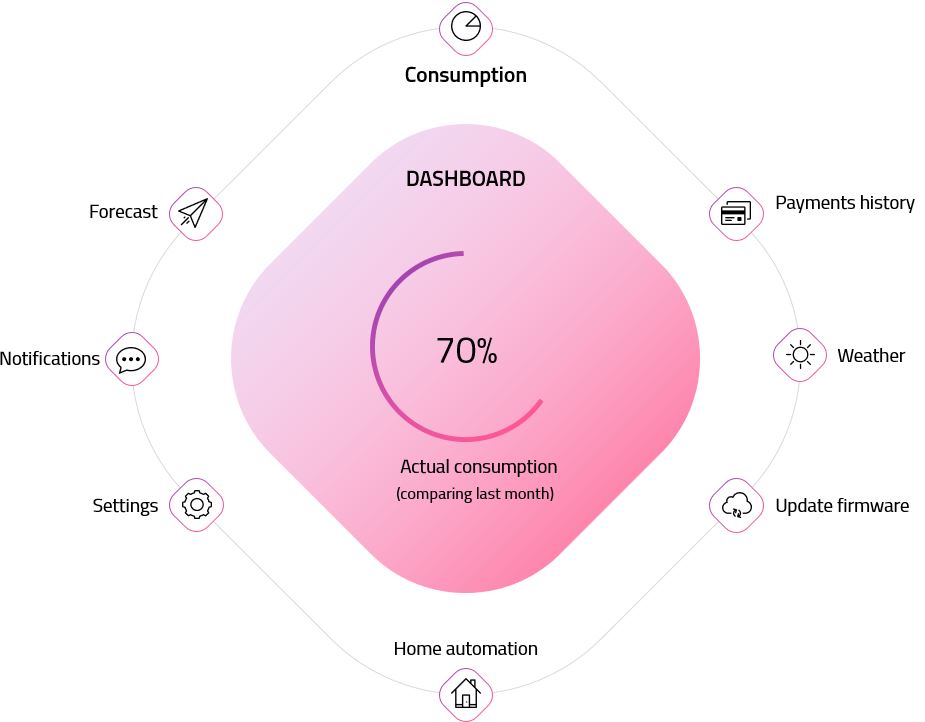 Consumption
DASHBOARD
Forecast
Payments history
70%
Notifications
Weather
Actual consumption
(comparing last month)
Settings
Update firmware
Home automation